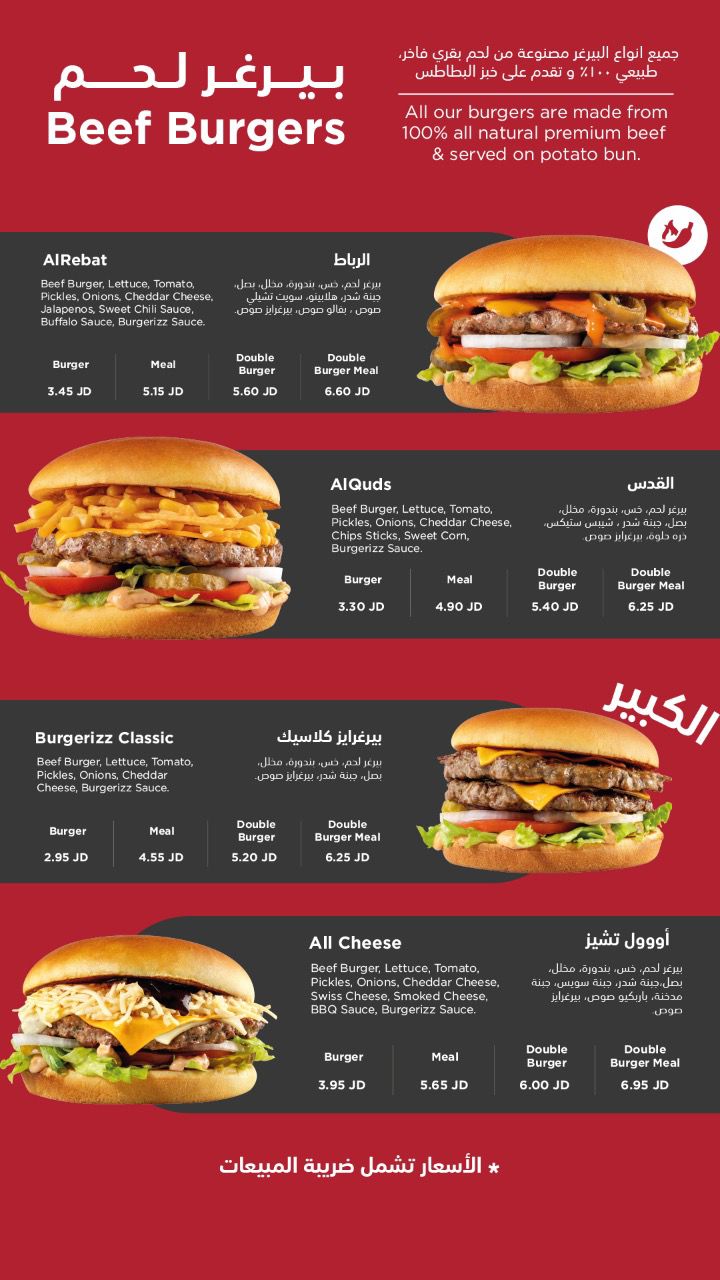 بيرغر لحم
Beef Burgers
جميع انواع البيرغر مصنوعة من لحم بقري فاخر،
طبيعي ١٠٠٪ و تقدم على خبز البطاطس
All our burgers are made from
100% all natural premium beef
& served on potato bun.
AlRebat
الرباط
Beef Burger, Lettuce, Tomato,
Pickles, Onions, Cheddar Cheese,
Jalapenos, Sweet Chili Sauce,
Buffalo Sauce, Burgerizz Sauce.
بيرغر لحم، خس، بندورة، مخلل، بصل،
جبنة شدر، هلابينو، سويت تشيلي
صوص ، بفالو صوص، بيرغرايز صوص.
Burger
Meal
Double
Burger
Double
Burger Meal
3.45 JD
5.15 JD
5.60 JD
6.60 JD
AlQuds
القدس
Beef Burger, Lettuce, Tomato,
Pickles, Onions, Cheddar Cheese,
Chips Sticks, Sweet Corn,
Burgerizz Sauce.
بيرغر لحم، خس، بندورة، مخلل،
بصل، جبنة شدر ، شيبس ستيكس،
ذره حلوة، بيرغرايز صوص.
Burger
Meal
Double
Burger
Double
Burger Meal
3.30 JD
4.90 JD
5.40 JD
6.25 JD
الكبير
Burgerizz Classic
بيرغرايز كلاسيك
Beef Burger, Lettuce, Tomato,
Pickles, Onions, Cheddar
Cheese, Burgerizz Sauce.
بيرغر لحم، خس، بندورة، مخلل،
بصل، جبنة شدر، بيرغرايز صوص.
Burger
Meal
Double
Burger
Double
Burger Meal
2.95 JD
4.55 JD
5.20 JD
6.25 JD
All Cheese
أووول تشيز
Beef Burger, Lettuce, Tomato,
Pickles, Onions, Cheddar Cheese,
Swiss Cheese, Smoked Cheese,
BBQ Sauce, Burgerizz Sauce.
بيرغر لحم، خس، بندورة، مخلل،
بصل،جبنة شدر، جبنة سويس، جبنة
مدخنة، باربكيو صوص، بيرغرايز
صوص.
Burger
Meal
Double
Burger
Double
Burger Meal
3.95 JD
5.65 JD
6.00 JD
6.95 JD
* الأسعار تشمل ضريبة المبيعات